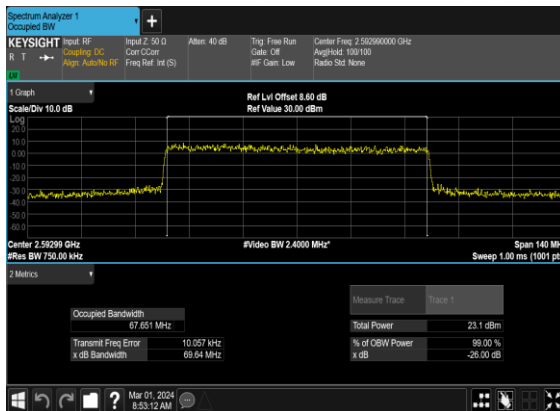 Spectrum Analyzer 1
Occupied BW
KEYSIGHT
R T
Input: RF
Coupling: DC
Align: Auto/No RF
Input Z: 50 Ω
Corr CCorr
Freq Ref: Int (S)
Atten: 40 dB
Trig: Free Run
Gate: Off
#IF Gain: Low
Center Freq: 2.592990000 GHz
Avg|Hold: 100/100
Radio Std: None
1 Graph
Scale/Div 10.0 dB
Ref Lvl Offset 8.60 dB
Ref Value 30.00 dBm
Log
20.0
10.0
0.00
-10.0
-20.0
-30.0
-40.0
-50.0
-60.0
Center 2.59299 GHz
#Res BW 750.00 kHz
#Video BW 2.4000 MHz*
Span 140 MH
Sweep 1.00 ms (1001 pt
2 Metrics
Measure Trace
Trace 1
Occupied Bandwidth
67.651 MHz
Total Power
23.1 dBm
Transmit Freq Error
10.057 kHz
% of OBW Power
99.00 %
x dB Bandwidth
69.64 MHz
x dB
-26.00 dB
Mar 01, 2024
8:53:12 AM